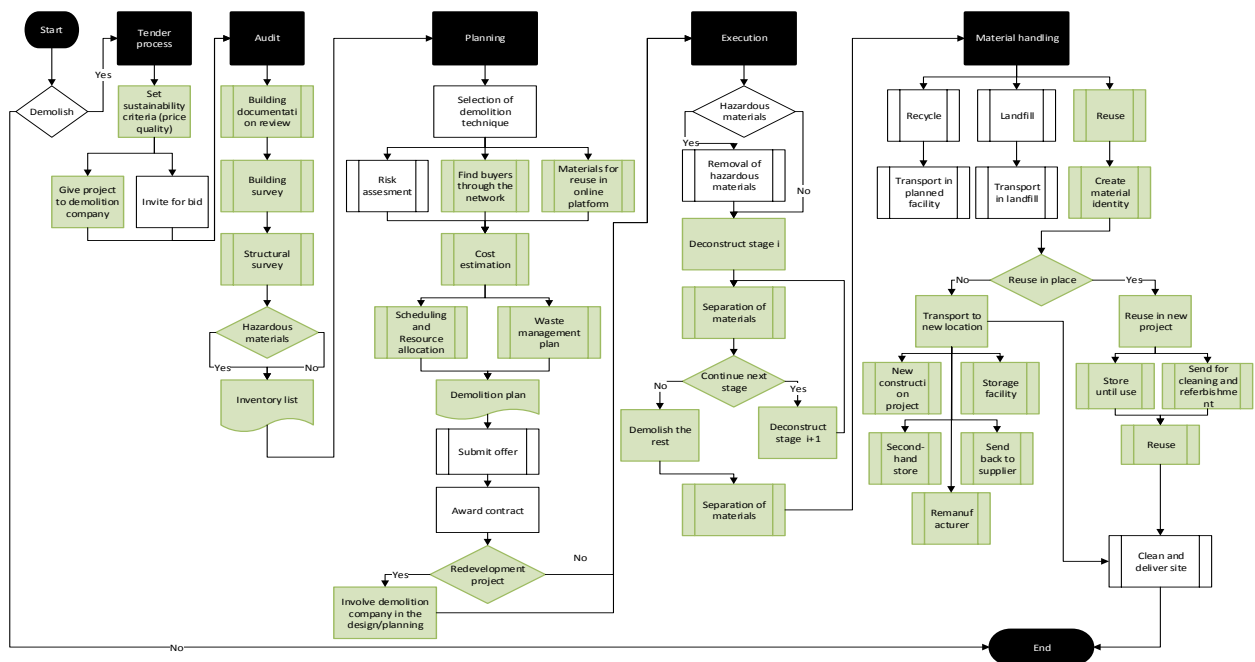 Start
Demolish
Yes
No
Tender
process
Set
sustainability
criteria (price
quality)
Give project
to demolition
company
Invite for bid
Audit
Building
documentati
on review
Building
survey
Structural
survey
Hazardous
materials
Yes
No
Inventory list
Planning
Selection of
demolition
technique
Risk
assesment
Find buyers
through the
network
Materials for
reuse in online
platform
Cost
estimation
Scheduling
and
Resource
allocation
Waste
management
plan
Demolition plan
Submit offer
Award contract
Redevelopment
project
Yes
No
Involve demolition
company in the
design/planning
Execution
Hazardous
materials
Yes
No
Removal of
hazardous
materials
Deconstruct stage i
Separation of
materials
Continue next
stage
No
Yes
Demolish the
rest
Deconstruct
stage i+1
Separation of
materials
Material handling
Recycle
Landfill
Reuse
Transport in
planned
facility
Transport
in landfill
Create
material
identity
Reuse in place
No
Yes
Transport to
new location
Reuse in new
project
New
constructi
on
project
Storage
facility
Second-
hand
store
Send
back to
supplier
Remanuf
acturer
Store
until use
Send for
cleaning and
referbishme
nt
Reuse
Clean and
deliver site
End